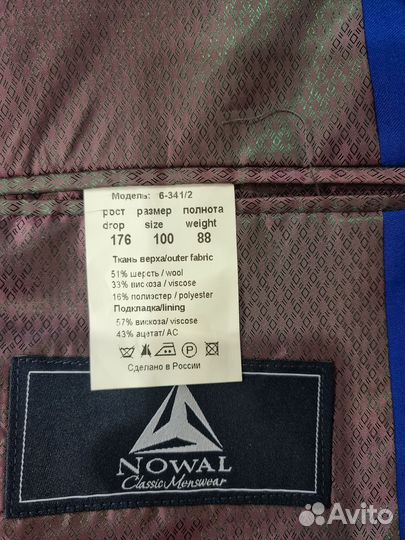 Модель: 6-341/2
рост размер полнота
drop size weight
176 100 88
Ткань верха/outer fabric
51% шерсть/wool
33% вискоза/viscose
16% полиэстер/polyester
Подкладка/lining
57% вискоза/viscose
43% ацетат/AC
Сделано в России
NOWAL
Classic Menswear
Avito